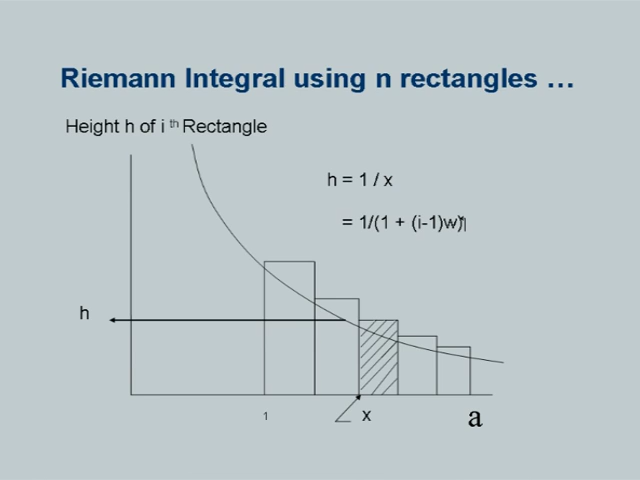 Riemann Integral using n rectangles …
Height h of i th Rectangle
h = 1 / x
= 1/(1 + (i-1)w)
h
1
x
a